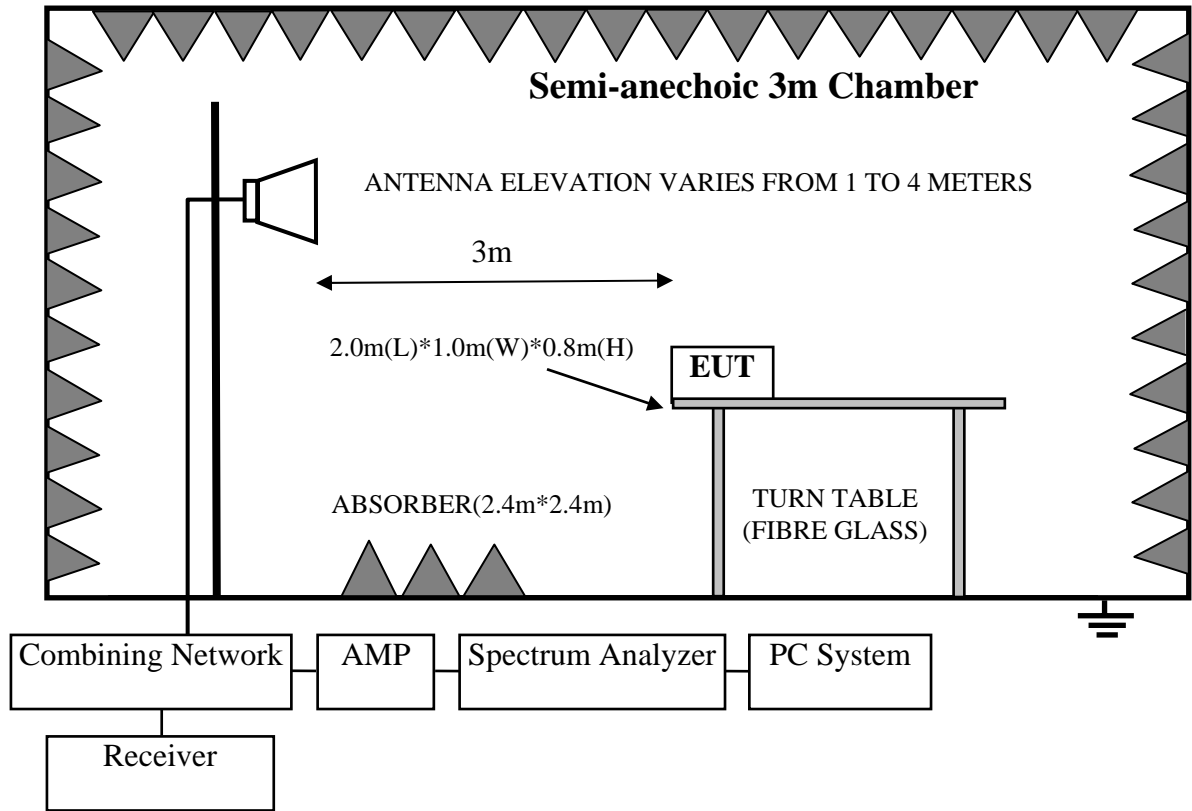 Semi-anechoic 3m Chamber
ANTENNA ELEVATION VARIES FROM 1 TO 4 METERS
3m
2.0m(L)*1.0m(W)*0.8m(H)
EUT
ABSORBER(2.4m*2.4m)
TURN TABLE
(FIBRE GLASS)
Combining Network
AMP
Spectrum Analyzer
PC System
Receiver